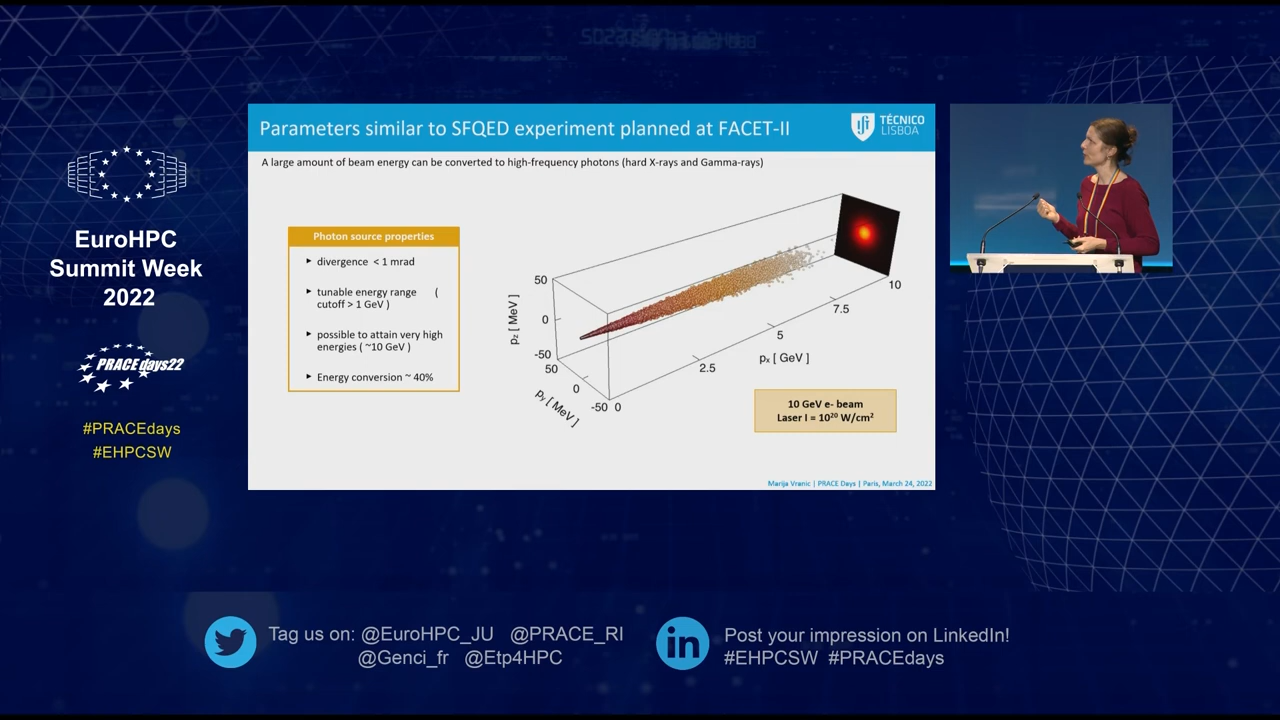 EuroHPC
Summit Week
2022
PRACEdays22
#PRACEdays
#EHPCSW
Parameters similar to SFQED experiment planned at FACET-II
TÉCNICO
LISBOA
A large amount of beam energy can be converted to high-frequency photons (hard X-rays and Gamma-rays)
Photon source properties
‣ divergence < 1 mrad
‣ tunable energy range (
cutoff > 1 GeV )
‣ possible to attain very high
energies ( ~10 GeV )
‣ Energy conversion ~ 40%
50
0
-50
pz [ MeV ]
50
0
-50
py [ MeV ]
0
2.5
5
7.5
10
px [ GeV ]
10 GeV e- beam
Laser I = 10²⁰ W/cm²
Marija Vranic | PRACE Days | Paris, March 24, 2022
Tag us on: @EuroHPC_JU @PRACE_RI
@Genci_fr @Etp4HPC
in
Post your impression on LinkedIn!
#EHPCSW #PRACEdays